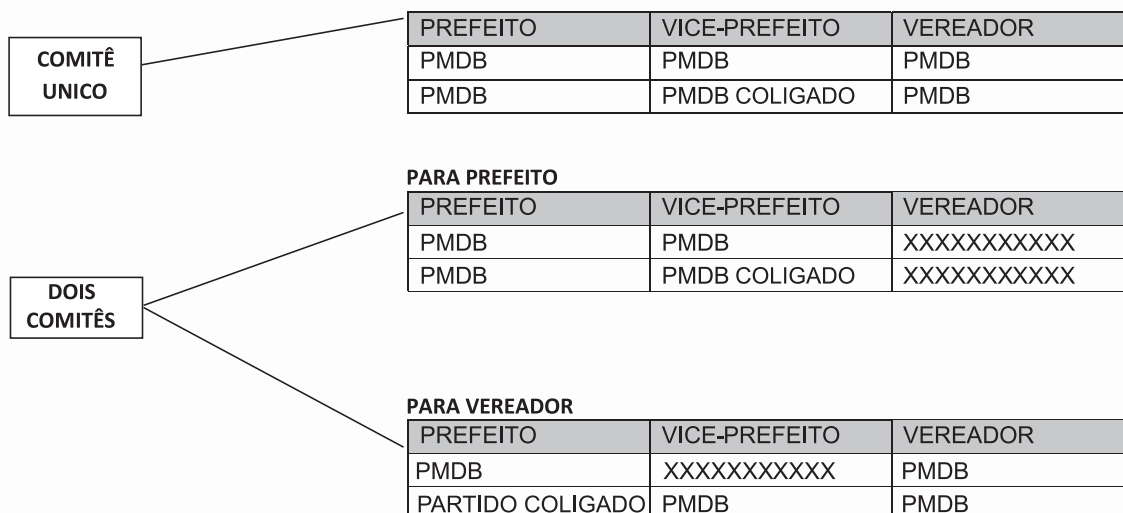 COMITÊ
UNICO
PREFEITO VICE-PREFEITO VEREADOR
PMDB PMDB PMDB
PMDB PMDB COLIGADO PMDB
DOIS
COMITÊS
PARA PREFEITO
PREFEITO VICE-PREFEITO VEREADOR
PMDB PMDB XXXXXXXXXXX
PMDB PMDB COLIGADO XXXXXXXXXXX
PARA VEREADOR
PREFEITO VICE-PREFEITO VEREADOR
PMDB XXXXXXXXXXX PMDB
PARTIDO COLIGADO PMDB PMDB